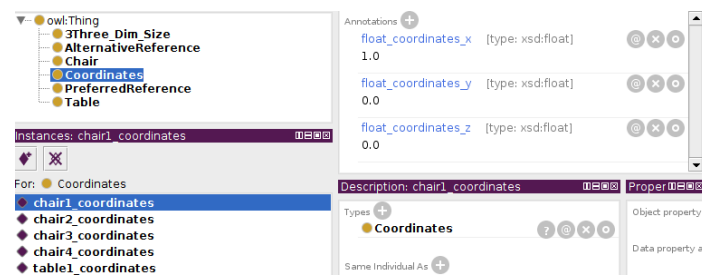 owl:Thing
3Three_Dim_Size
AlternativeReference
Chair
Coordinates
PreferredReference
Table
Instances: chair1_coordinates
For: Coordinates
chair1_coordinates
chair2_coordinates
chair3_coordinates
chair4_coordinates
table1_coordinates
Annotations
float_coordinates_x [type: xsd:float]
1.0
float_coordinates_y [type: xsd:float]
0.0
float_coordinates_z [type: xsd:float]
0.0
Description: chair1_coordinates
Types
Coordinates
Same Individual As
Proper
Object property
Data property a